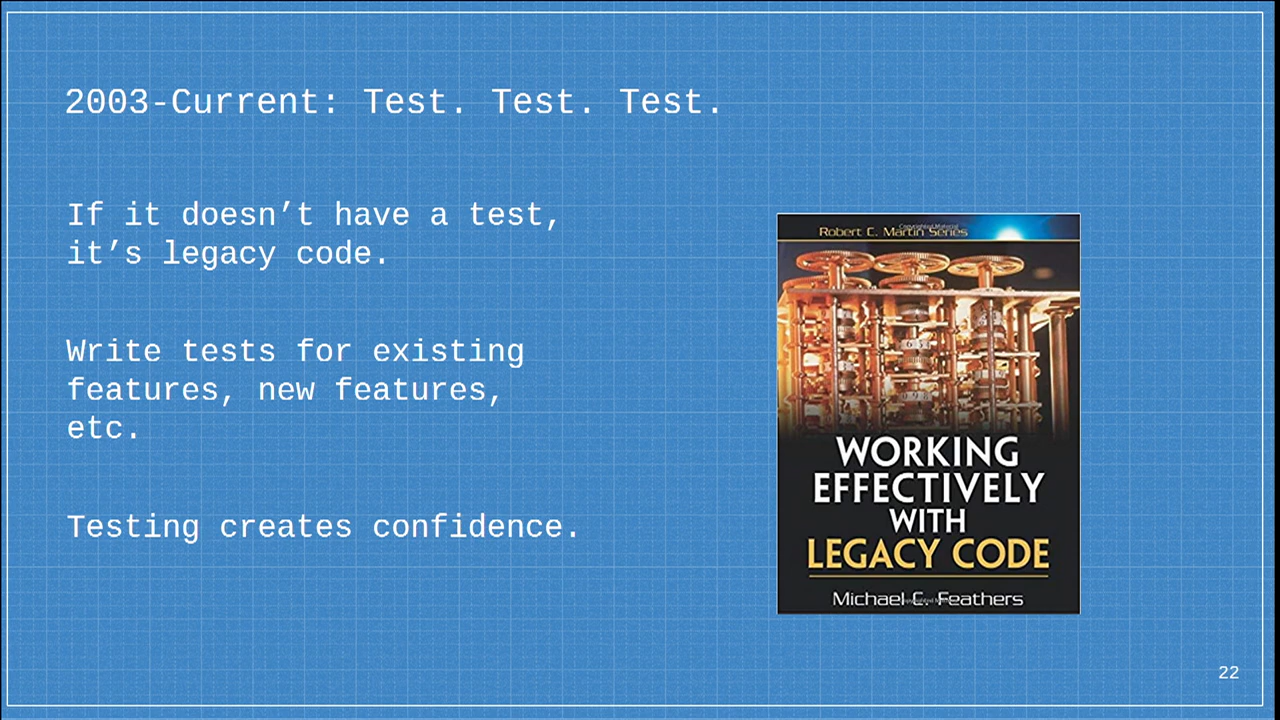 2003-Current: Test. Test. Test.
If it doesn’t have a test,
it’s legacy code.
Write tests for existing
features, new features,
etc.
Testing creates confidence.
Robert C. Martin Series
WORKING
EFFECTIVELY
WITH
LEGACY CODE
Michael C. Feathers
22